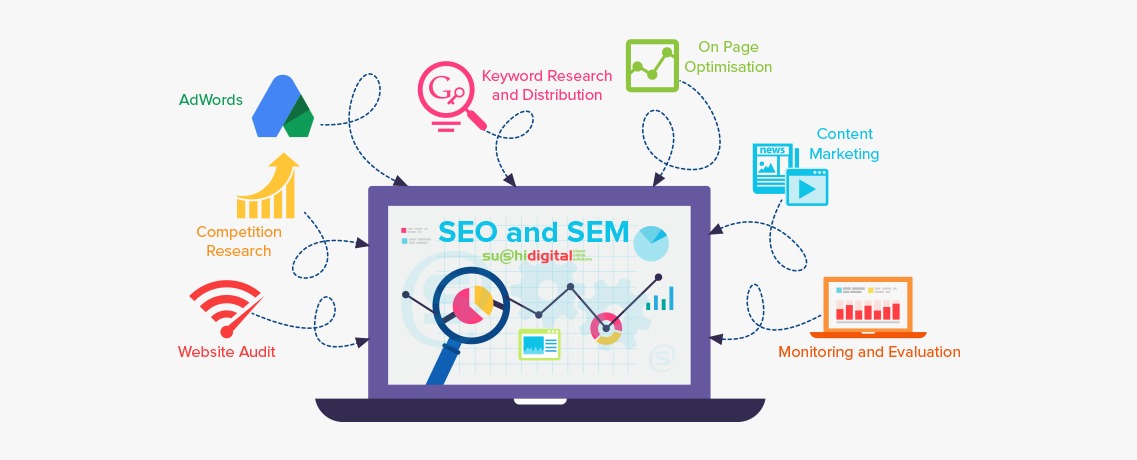 On Page
Optimisation
Keyword Research
and Distribution
AdWords
Content
Marketing
news
Competition
Research
SEO and SEM
su@hidigital
Website Audit
Monitoring and Evaluation